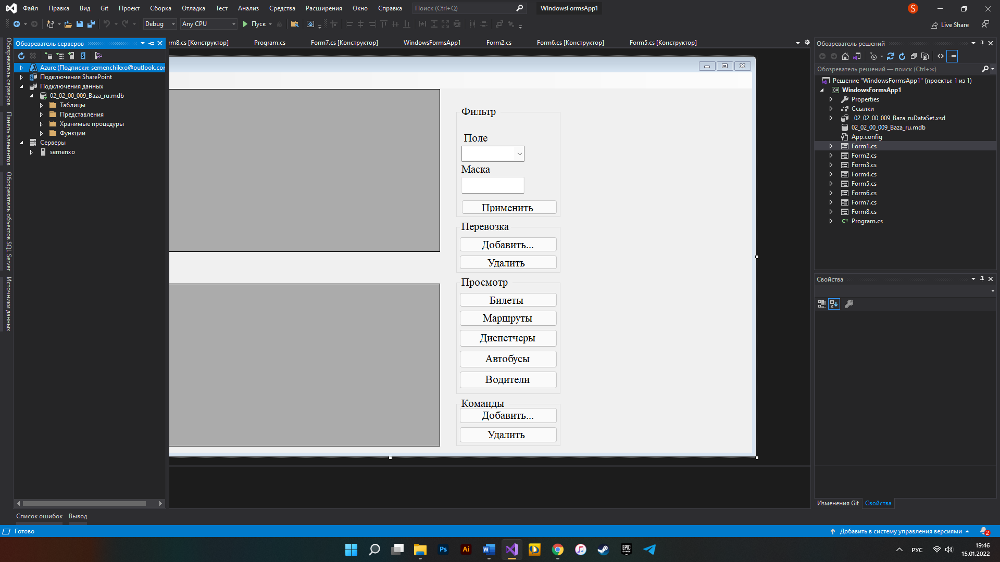 Файл Правка Вид Git Проект Сборка Отладка Тест Анализ Средства Расширения Окно Справка Поиск (Ctrl+Q) WindowsFormsApp1 S
Debug Any CPU Пуск Live Share
Обозреватель серверов
rm8.cs [Конструктор] Program.cs Form7.cs [Конструктор] WindowsFormsApp1 Form2.cs Form6.cs [Конструктор] Form5.cs [Конструктор]
Обозреватель серверов
Панель элементов
Обозреватель объектов SQL Server
Источники данных
Azure (Подписки: semenchikxo@outlook.cor
Подключения SharePoint
Подключения данных
02_02_00_009_Baza_ru.mdb
Таблицы
Представления
Хранимые процедуры
Функции
Серверы
semenxo
Фильтр
Поле
Маска
Применить
Перевозка
Добавить...
Удалить
Просмотр
Билеты
Маршруты
Диспетчеры
Автобусы
Водители
Команды
Добавить...
Удалить
Обозреватель решений
Обозреватель решений — поиск (Ctrl+ж)
Решение "WindowsFormsApp1" (проекты: 1 из 1)
WindowsFormsApp1
Properties
Ссылки
_02_02_00_009_Baza_ruDataSet.xsd
02_02_00_009_Baza_ru.mdb
App.config
Form1.cs
Form2.cs
Form3.cs
Form4.cs
Form5.cs
Form6.cs
Form7.cs
Form8.cs
C# Program.cs
Свойства
Изменения Git Свойства
Список ошибок Вывод
Готово Добавить в систему управления версиями 2
Ps Ai W EPIC GAMES РУС 19:46
15.01.2022